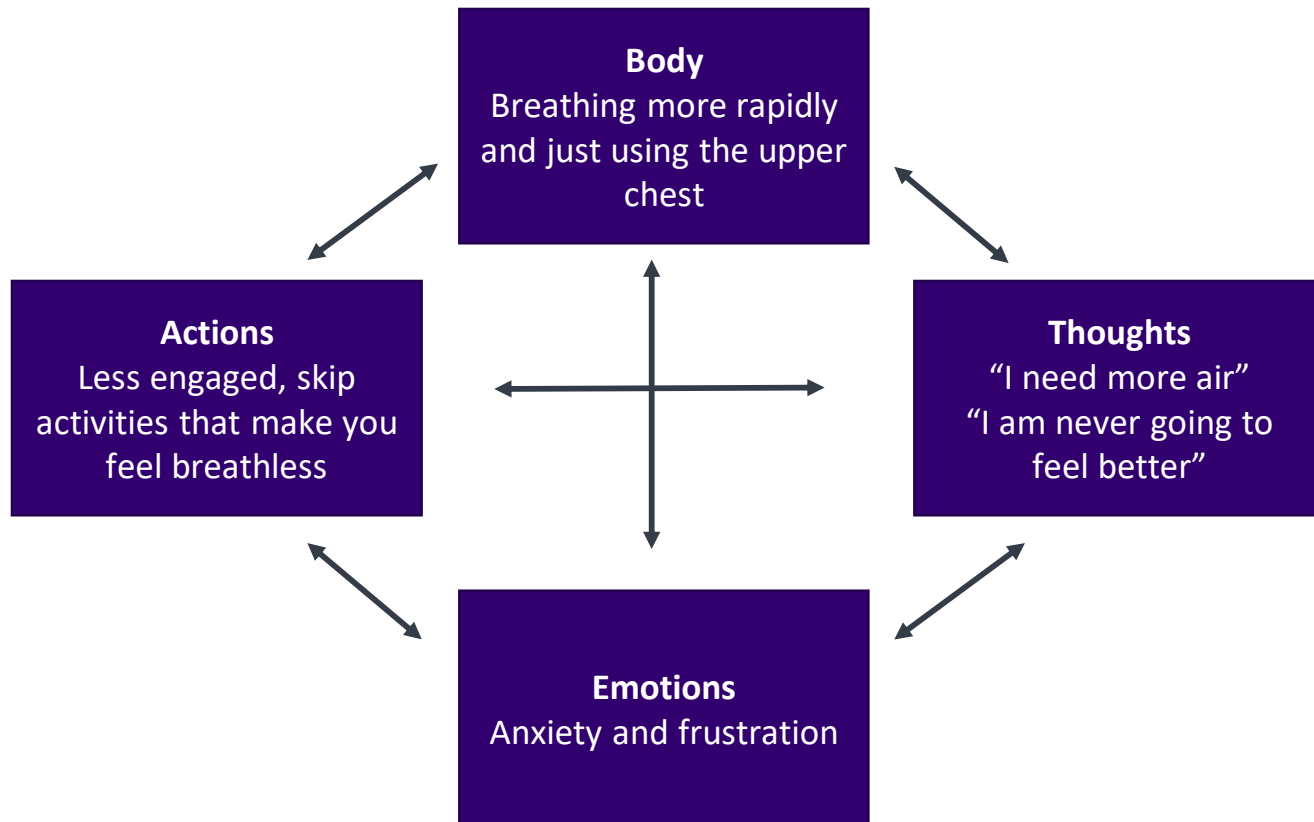 Body
Breathing more rapidly
and just using the upper
chest
Actions
Less engaged, skip
activities that make you
feel breathless
Thoughts
“I need more air”
“I am never going to
feel better”
Emotions
Anxiety and frustration